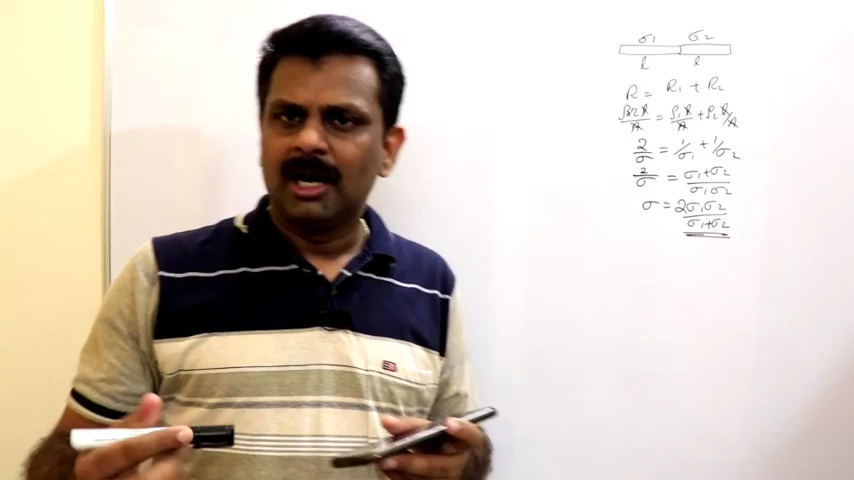 σ₁ σ₂
l l
R = R₁ + R₂
ρ2l/A = ρ₁l/A + ρ₂l/A
2/σ = 1/σ₁ + 1/σ₂
2/σ = σ₁+σ₂/σ₁σ₂
σ = 2σ₁σ₂/σ₁+σ₂